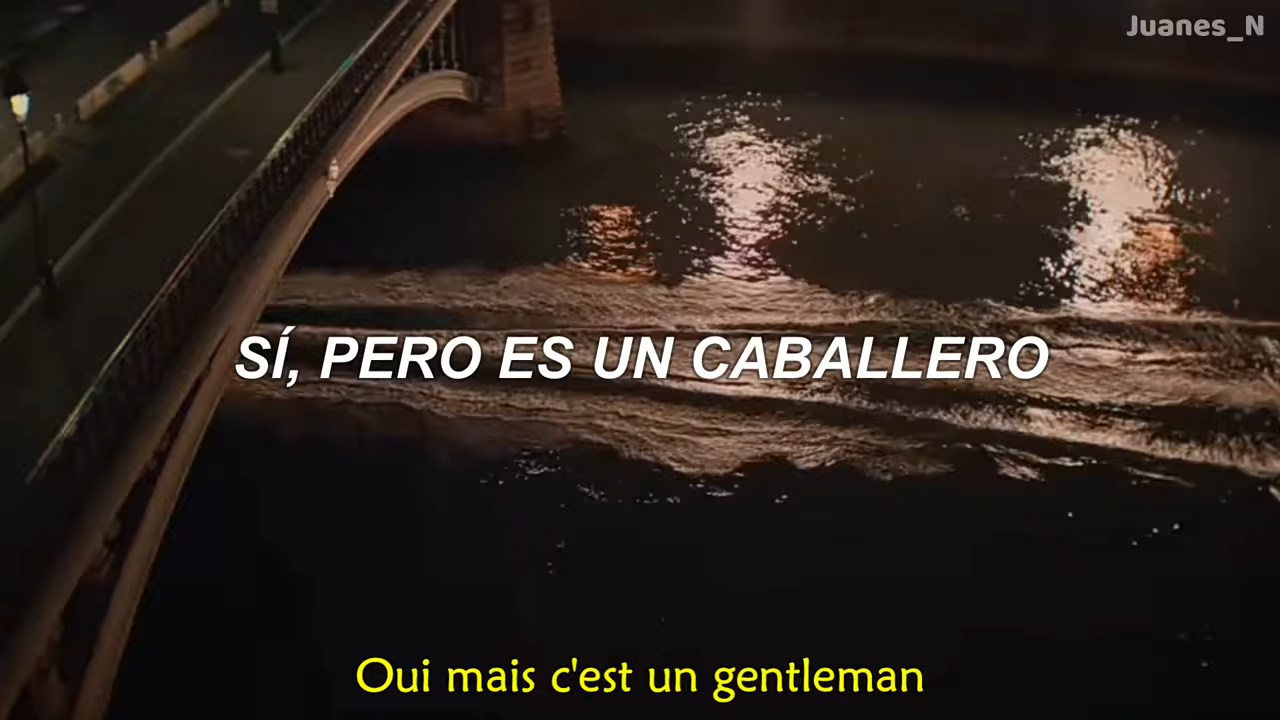 Juanes_N
SÍ, PERO ES UN CABALLERO
Oui mais c'est un gentleman